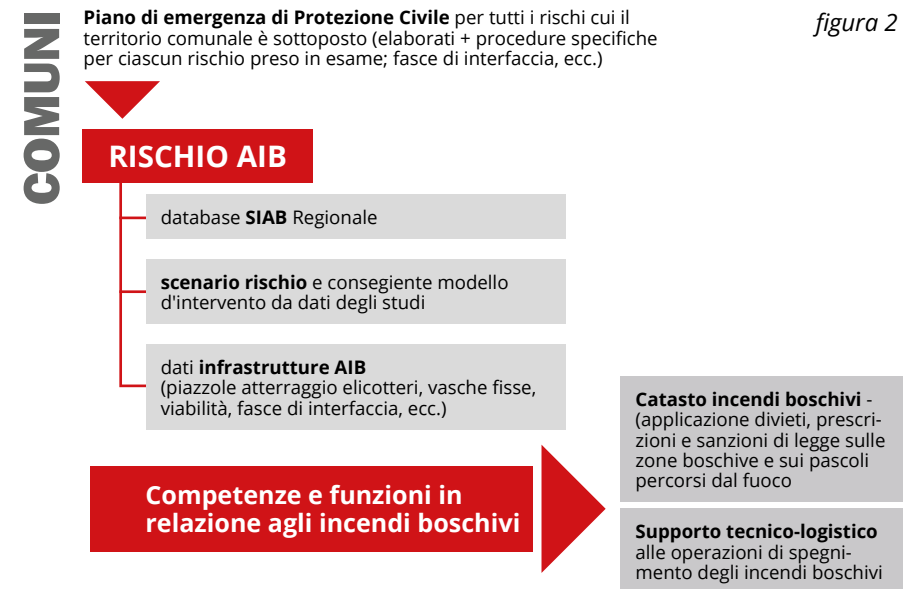 COMUNI
Piano di emergenza di Protezione Civile per tutti i rischi cui il
territorio comunale è sottoposto (elaborati + procedure specifiche
per ciascun rischio preso in esame; fasce di interfaccia, ecc.)
figura 2
RISCHIO AIB
database SIAB Regionale
scenario rischio e consegiente modello
d'intervento da dati degli studi
dati infrastrutture AIB
(piazzole atterraggio elicotteri, vasche fisse,
viabilità, fasce di interfaccia, ecc.)
Competenze e funzioni in
relazione agli incendi boschivi
Catasto incendi boschivi -
(applicazione divieti, prescri-
zioni e sanzioni di legge sulle
zone boschive e sui pascoli
percorsi dal fuoco
Supporto tecnico-logistico
alle operazioni di spegni-
mento degli incendi boschivi